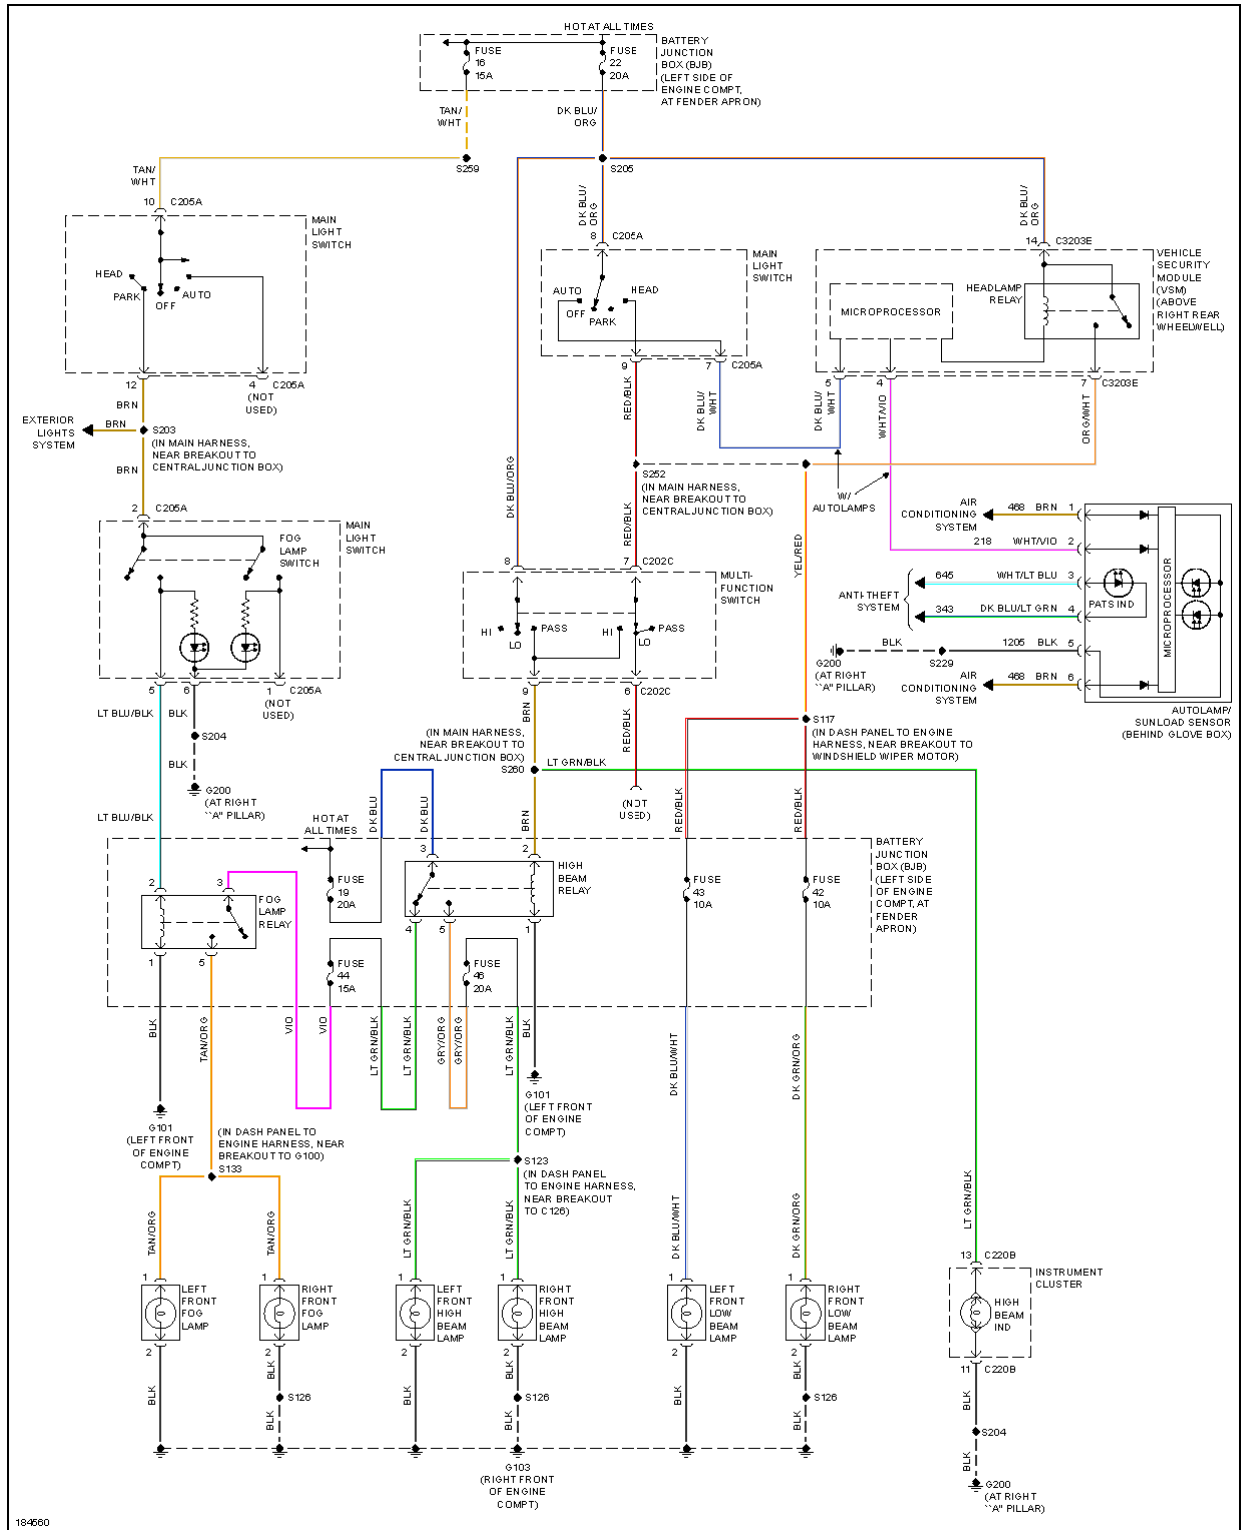 HOT AT ALL TIMES
FUSE
16
15A
FUSE
22
20A
BATTERY
JUNCTION
BOX (BJB)
(LEFT SIDE OF
ENGINE COMPT,
AT FENDER APRON)
TAN/
WHT
DK BLU/
ORG
S259
S205
TAN/
WHT
DK BLU/
ORG
DK BLU/
ORG
10
C205A
8
C205A
14
C3203E
MAIN
LIGHT
SWITCH
HEAD
PARK
OFF
AUTO
MAIN
LIGHT
SWITCH
AUTO
OFF
PARK
HEAD
VEHICLE
SECURITY
MODULE
(VSM)
(ABOVE
RIGHT REAR
WHEELWELL)
HEADLAMP
RELAY
MICROPROCESSOR
12
4
C205A
(NOT
USED)
9
7
C205A
5
4
7
C3203E
BRN
RED/BLK
DK BLU/
WHT
DK BLU/
WHT
WHT/VIO
ORG/WHT
EXTERIOR
LIGHTS
SYSTEM
BRN
S203
(IN MAIN HARNESS,
NEAR BREAKOUT TO
CENTRAL JUNCTION BOX)
BRN
DK BLU/ORG
S252
(IN MAIN HARNESS,
NEAR BREAKOUT TO
CENTRAL JUNCTION BOX)
RED/BLK
W/
AUTOLAMPS
YEL/RED
2
C205A
MAIN
LIGHT
SWITCH
FOG
LAMP
SWITCH
8
7
C202C
MULTI-
FUNCTION
SWITCH
HI
LO
PASS
HI
LO
PASS
AIR
CONDITIONING
SYSTEM
468 BRN 1
218 WHT/VIO 2
645 WHT/LT BLU 3
ANTI-THEFT
SYSTEM
343 DK BLU/LT GRN 4
PATS IND
MICROPROCESSOR
G200
(AT RIGHT
``A'' PILLAR)
BLK
S229
1205 BLK 5
AIR
CONDITIONING
SYSTEM
468 BRN 6
AUTOLAMP/
SUNLOAD SENSOR
(BEHIND GLOVE BOX)
5
6
1
C205A
(NOT
USED)
9
6
C202C
LT BLU/BLK
BLK
S204
BLK
G200
(AT RIGHT
``A'' PILLAR)
LT BLU/BLK
BRN
RED/BLK
(IN MAIN HARNESS,
NEAR BREAKOUT TO
CENTRAL JUNCTION BOX)
S260
LT GRN/BLK
(NOT
USED)
S117
(IN DASH PANEL TO ENGINE
HARNESS, NEAR BREAKOUT TO
WINDSHIELD WIPER MOTOR)
HOT AT
ALL TIMES
DK BLU
DK BLU
BRN
RED/BLK
RED/BLK
BATTERY
JUNCTION
BOX (BJB)
(LEFT SIDE
OF ENGINE
COMPT, AT
FENDER
APRON)
2
3
FOG
LAMP
RELAY
1
5
FUSE
19
20A
3
2
HIGH
BEAM
RELAY
4
5
1
FUSE
43
10A
FUSE
42
10A
FUSE
44
15A
FUSE
46
20A
BLK
TAN/ORG
VIO
VIO
LT GRN/BLK
LT GRN/BLK
GRY/ORG
GRY/ORG
LT GRN/BLK
BLK
DK BLU/WHT
DK GRN/ORG
G101
(LEFT FRONT
OF ENGINE
COMPT)
(IN DASH PANEL TO
ENGINE HARNESS, NEAR
BREAKOUT TO G100)
S133
G101
(LEFT FRONT
OF ENGINE
COMPT)
S123
(IN DASH PANEL
TO ENGINE HARNESS,
NEAR BREAKOUT
TO C126)
TAN/ORG
TAN/ORG
LT GRN/BLK
LT GRN/BLK
DK BLU/WHT
DK GRN/ORG
LT GRN/BLK
1
LEFT
FRONT
FOG
LAMP
2
1
RIGHT
FRONT
FOG
LAMP
2
1
LEFT
FRONT
HIGH
BEAM
LAMP
2
1
RIGHT
FRONT
HIGH
BEAM
LAMP
2
1
LEFT
FRONT
LOW
BEAM
LAMP
2
1
RIGHT
FRONT
LOW
BEAM
LAMP
2
13
C220B
INSTRUMENT
CLUSTER
HIGH
BEAM
IND
11
C220B
BLK
BLK
S126
BLK
BLK
BLK
S126
BLK
BLK
BLK
S126
BLK
BLK
S204
BLK
G200
(AT RIGHT
``A'' PILLAR)
G103
(RIGHT FRONT
OF ENGINE
COMPT)
184560